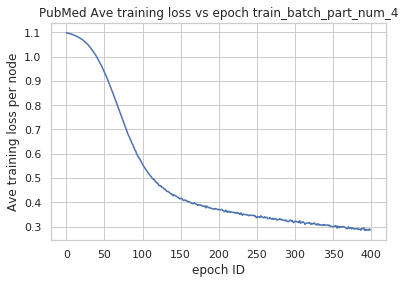 PubMed Ave training loss vs epoch train_batch_part_num_4
1.1
1.0
0.9
0.8
0.7
0.6
0.5
0.4
0.3
Ave training loss per node
0 50 100 150 200 250 300 350 400
epoch ID